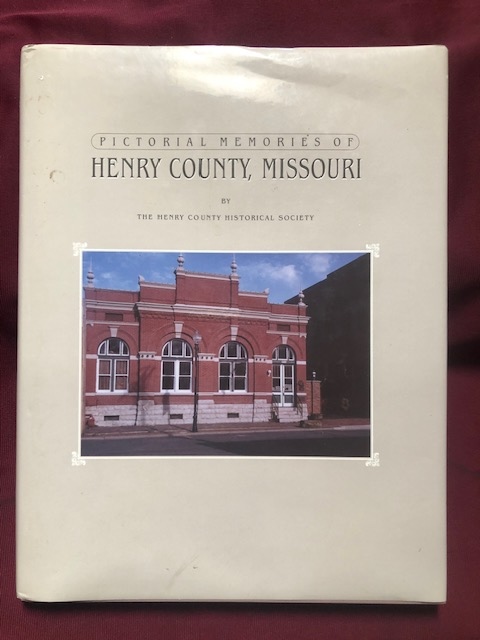 PICTORIAL MEMORIES OF
HENRY COUNTY, MISSOURI
BY
THE HENRY COUNTY HISTORICAL SOCIETY